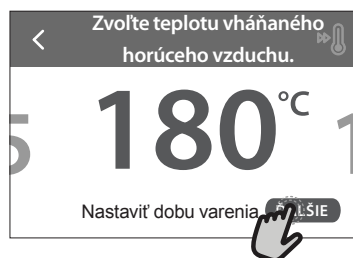 Zvoľte teplotu vháňaného
horúceho vzduchu.
180°C
Nastaviť dobu varenia